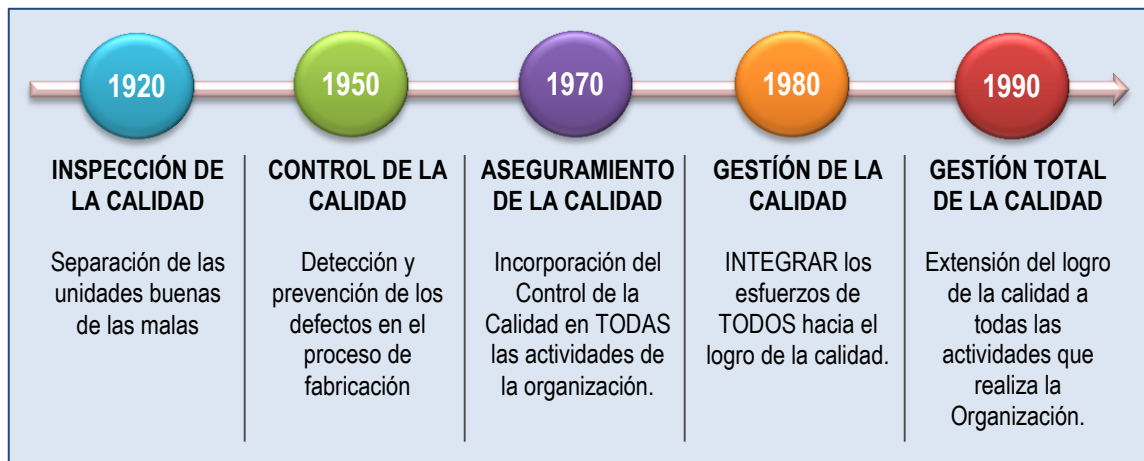 1920
1950
1970
1980
1990
INSPECCIÓN DE
LA CALIDAD
Separación de las
unidades buenas
de las malas
CONTROL DE LA
CALIDAD
Detección y
prevención de los
defectos en el
proceso de
fabricación
ASEGURAMIENTO
DE LA CALIDAD
Incorporación del
Control de la
Calidad en TODAS
las actividades de
la organización.
GESTÍÓN DE LA
CALIDAD
INTEGRAR los
esfuerzos de
TODOS hacia el
logro de la calidad.
GESTÍÓN TOTAL
DE LA CALIDAD
Extensión del logro
de la calidad a
todas las
actividades que
realiza la
Organización.